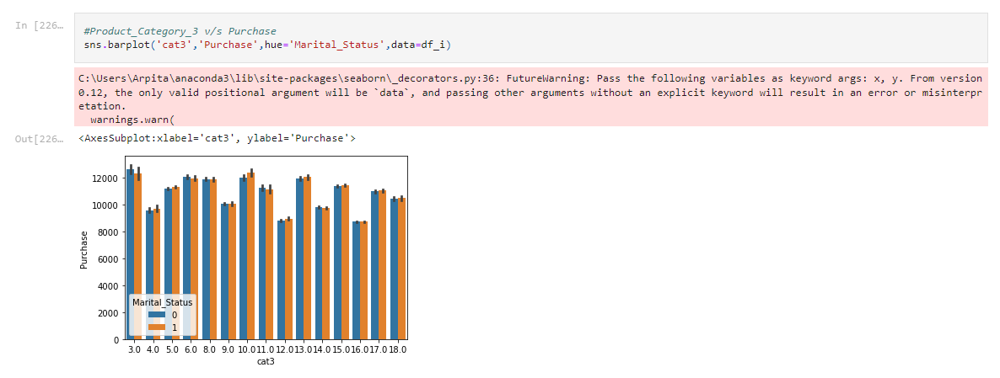 In [226…
#Product_Category_3 v/s Purchase
sns.barplot('cat3','Purchase',hue='Marital_Status',data=df_i)
C:\Users\Arpita\anaconda3\lib\site-packages\seaborn\_decorators.py:36: FutureWarning: Pass the following variables as keyword args: x, y. From version
0.12, the only valid positional argument will be `data`, and passing other arguments without an explicit keyword will result in an error or misinterpr
etation.
warnings.warn(
Out[226…
<AxesSubplot:xlabel='cat3', ylabel='Purchase'>
12000
10000
8000
6000
4000
2000
0
Purchase
Marital_Status
0
1
3.0 4.0 5.0 6.0 8.0 9.0 10.0 11.0 12.0 13.0 14.0 15.0 16.0 17.0 18.0
cat3